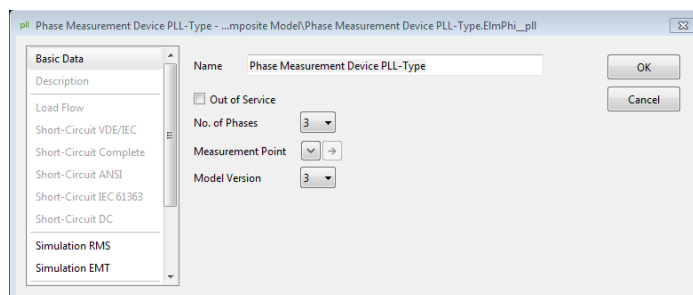 pll Phase Measurement Device PLL-Type - ...mposite Model\Phase Measurement Device PLL-Type.ElmPhi__pll
Basic Data
Description
Load Flow
Short-Circuit VDE/IEC
Short-Circuit Complete
Short-Circuit ANSI
Short-Circuit IEC 61363
Short-Circuit DC
Simulation RMS
Simulation EMT
Name Phase Measurement Device PLL-Type
Out of Service
No. of Phases 3
Measurement Point
Model Version 3
OK
Cancel